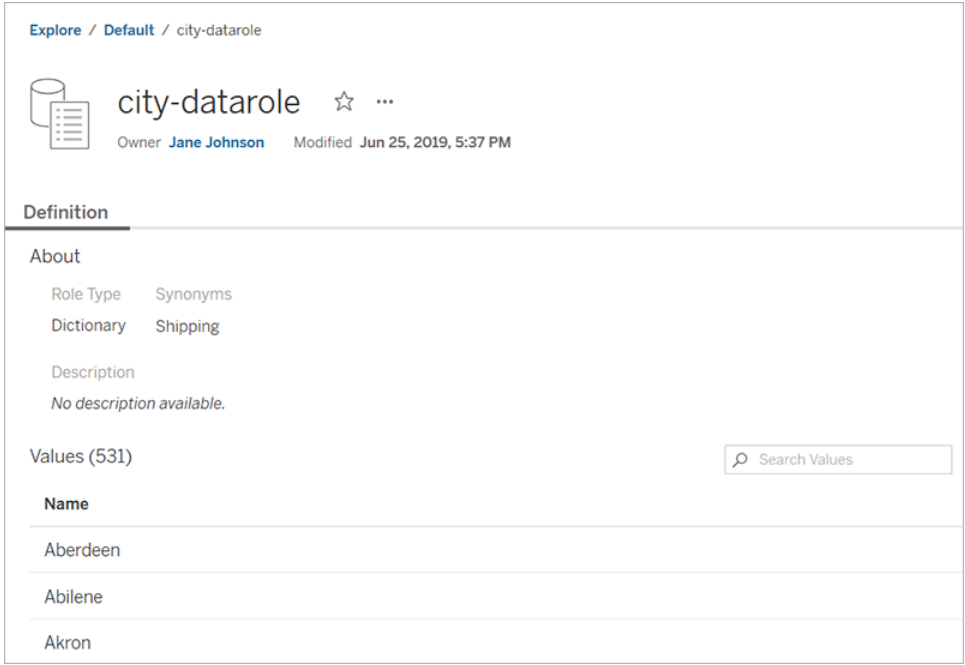 Explore / Default / city-datarole
city-datarole
Owner Jane Johnson Modified Jun 25, 2019, 5:37 PM
Definition
About
Role Type Synonyms
Dictionary Shipping
Description
No description available.
Values (531) Search Values
Name
Aberdeen
Abilene
Akron